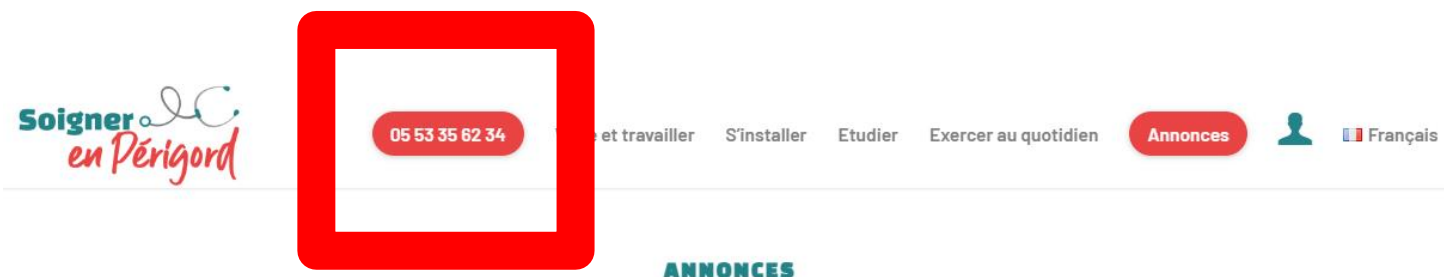 Soigner
en Périgord
05 53 35 62 34
et travailler
S'installer
Etudier
Exercer au quotidien
Annonces
Français
ANNONCES